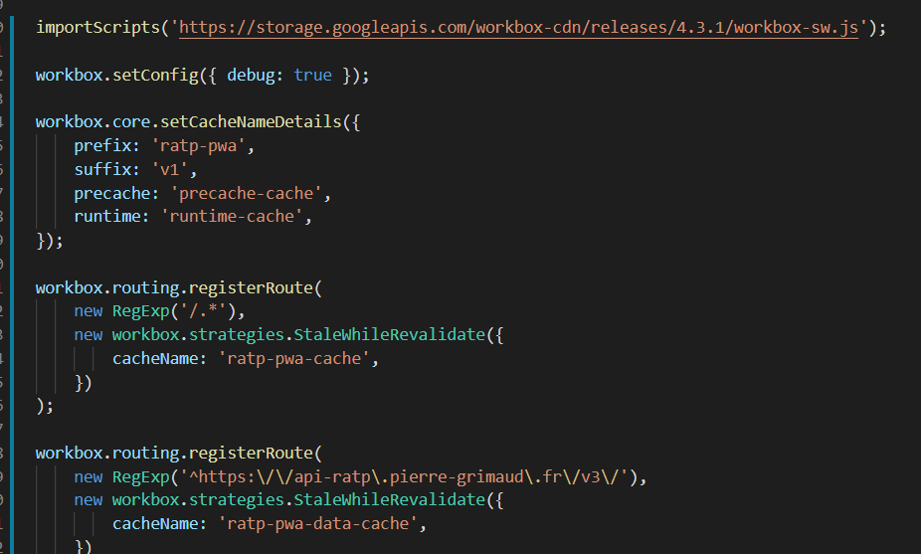 importScripts('https://storage.googleapis.com/workbox-cdn/releases/4.3.1/workbox-sw.js');
workbox.setConfig({ debug: true });
workbox.core.setCacheNameDetails({
prefix: 'ratp-pwa',
suffix: 'v1',
precache: 'precache-cache',
runtime: 'runtime-cache',
});
workbox.routing.registerRoute(
new RegExp('/.*'),
new workbox.strategies.StaleWhileRevalidate({
cacheName: 'ratp-pwa-cache',
})
);
workbox.routing.registerRoute(
new RegExp('^https:\/\/api-ratp\.pierre-grimaud\.fr\/v3\/'),
new workbox.strategies.StaleWhileRevalidate({
cacheName: 'ratp-pwa-data-cache',
})